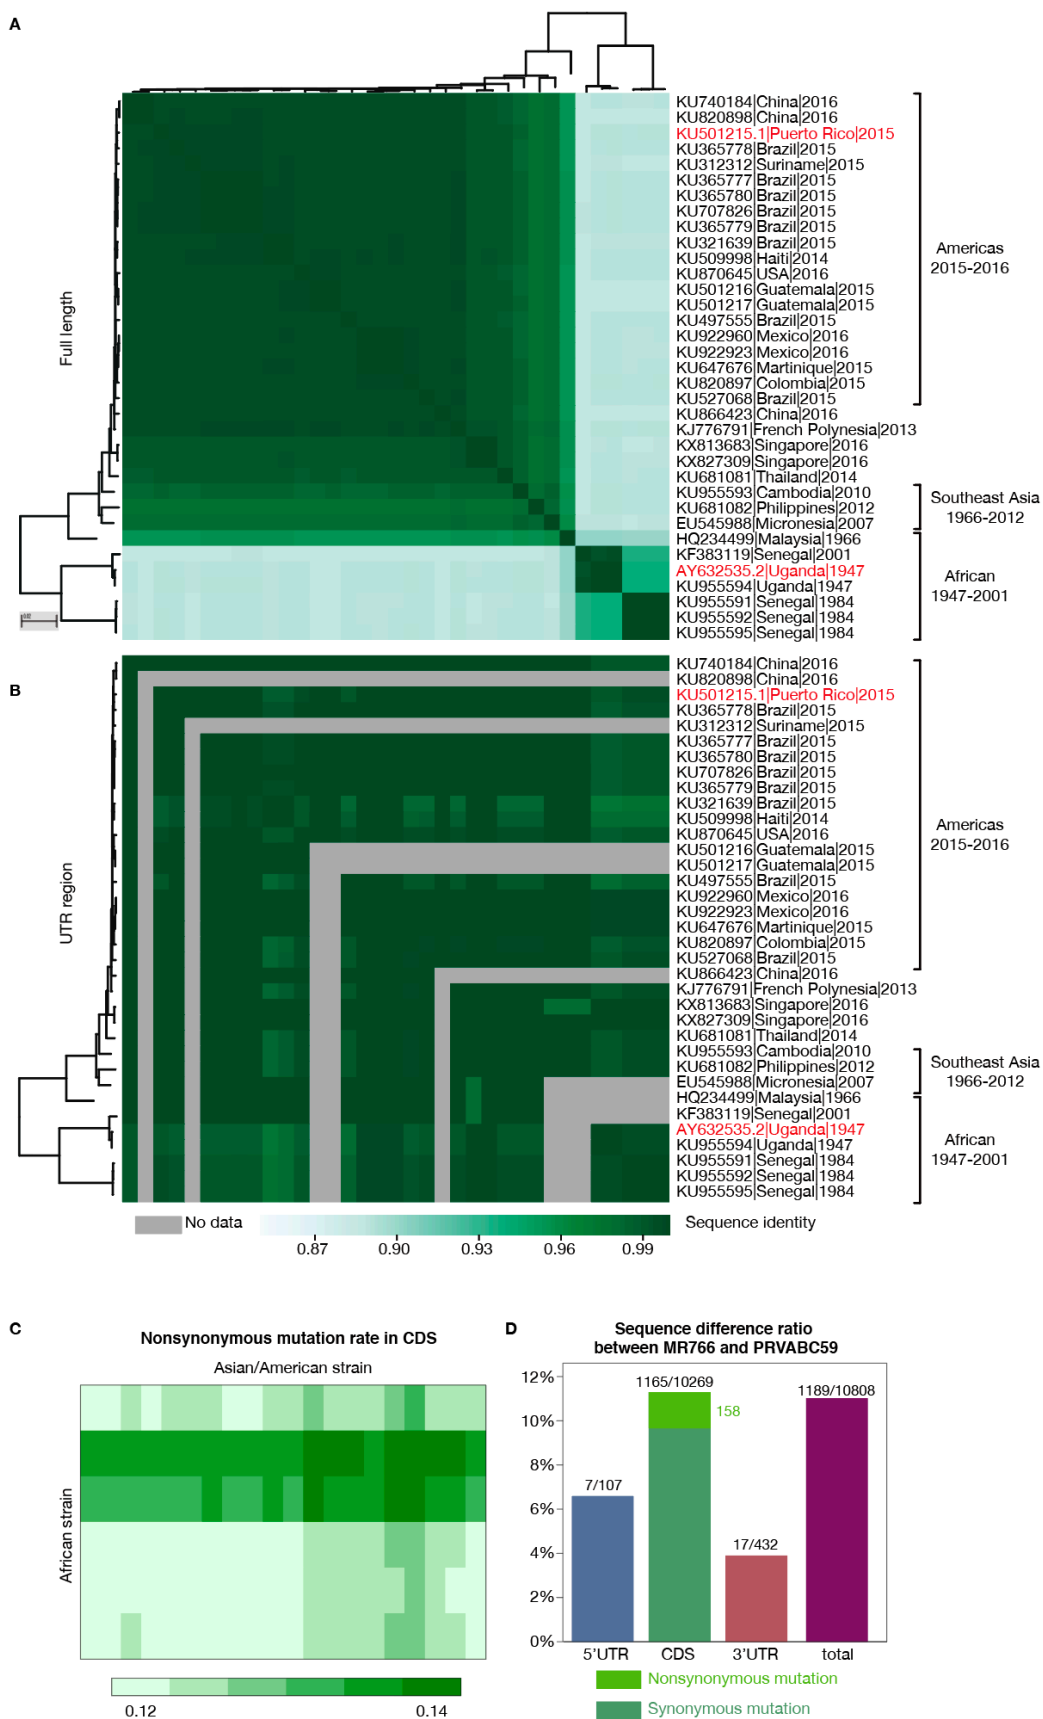 A
Full length
KU740184|China|2016
KU820898|China|2016
KU501215.1|Puerto Rico|2015
KU365778|Brazil|2015
KU312312|Suriname|2015
KU365777|Brazil|2015
KU365780|Brazil|2015
KU707826|Brazil|2015
KU365779|Brazil|2015
KU321639|Brazil|2015
KU509998|Haiti|2014
KU870645|USA|2016
KU501216|Guatemala|2015
KU501217|Guatemala|2015
KU497555|Brazil|2015
KU922960|Mexico|2016
KU922923|Mexico|2016
KU647676|Martinique|2015
KU820897|Colombia|2015
KU527068|Brazil|2015
KU866423|China|2016
KJ776791|French Polynesia|2013
KX813683|Singapore|2016
KX827309|Singapore|2016
KU681081|Thailand|2014
KU955593|Cambodia|2010
KU681082|Philippines|2012
EU545988|Micronesia|2007
HQ234499|Malaysia|1966
KF383119|Senegal|2001
AY632535.2|Uganda|1947
KU955594|Uganda|1947
KU955591|Senegal|1984
KU955592|Senegal|1984
KU955595|Senegal|1984
Americas
2015-2016
Southeast Asia
1966-2012
African
1947-2001
B
UTR region
KU740184|China|2016
KU820898|China|2016
KU501215.1|Puerto Rico|2015
KU365778|Brazil|2015
KU312312|Suriname|2015
KU365777|Brazil|2015
KU365780|Brazil|2015
KU707826|Brazil|2015
KU365779|Brazil|2015
KU321639|Brazil|2015
KU509998|Haiti|2014
KU870645|USA|2016
KU501216|Guatemala|2015
KU501217|Guatemala|2015
KU497555|Brazil|2015
KU922960|Mexico|2016
KU922923|Mexico|2016
KU647676|Martinique|2015
KU820897|Colombia|2015
KU527068|Brazil|2015
KU866423|China|2016
KJ776791|French Polynesia|2013
KX813683|Singapore|2016
KX827309|Singapore|2016
KU681081|Thailand|2014
KU955593|Cambodia|2010
KU681082|Philippines|2012
EU545988|Micronesia|2007
HQ234499|Malaysia|1966
KF383119|Senegal|2001
AY632535.2|Uganda|1947
KU955594|Uganda|1947
KU955591|Senegal|1984
KU955592|Senegal|1984
KU955595|Senegal|1984
Americas
2015-2016
Southeast Asia
1966-2012
African
1947-2001
No data
Sequence identity
0.87 0.90 0.93 0.96 0.99
C
Nonsynonymous mutation rate in CDS
Asian/American strain
African strain
0.12 0.14
D
Sequence difference ratio
between MR766 and PRVABC59
12%
10%
8%
6%
4%
2%
0%
7/107
1165/10269
158
17/432
1189/10808
5'UTR CDS 3'UTR total
Nonsynonymous mutation
Synonymous mutation